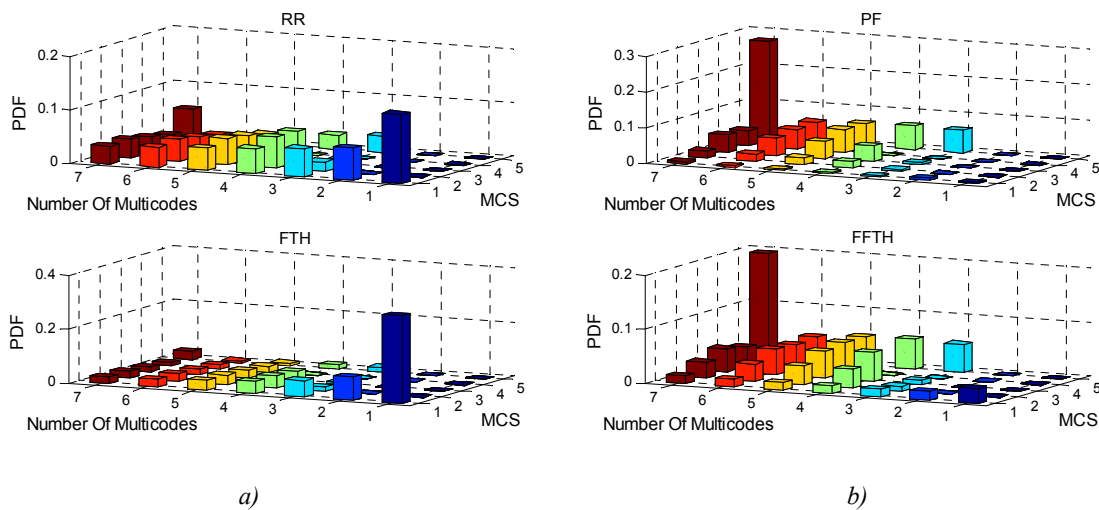 RR
0.2
0.1
0
PDF
7 6 5 4 3 2 1
1 2 3 4 5
Number Of Multicodes
MCS
PF
0.3
0.2
0.1
0
PDF
7 6 5 4 3 2 1
1 2 3 4 5
Number Of Multicodes
MCS
FTH
0.4
0.2
0
PDF
7 6 5 4 3 2 1
1 2 3 4 5
Number Of Multicodes
MCS
FFTH
0.2
0.1
0
PDF
7 6 5 4 3 2 1
1 2 3 4 5
Number Of Multicodes
MCS
a)
b)